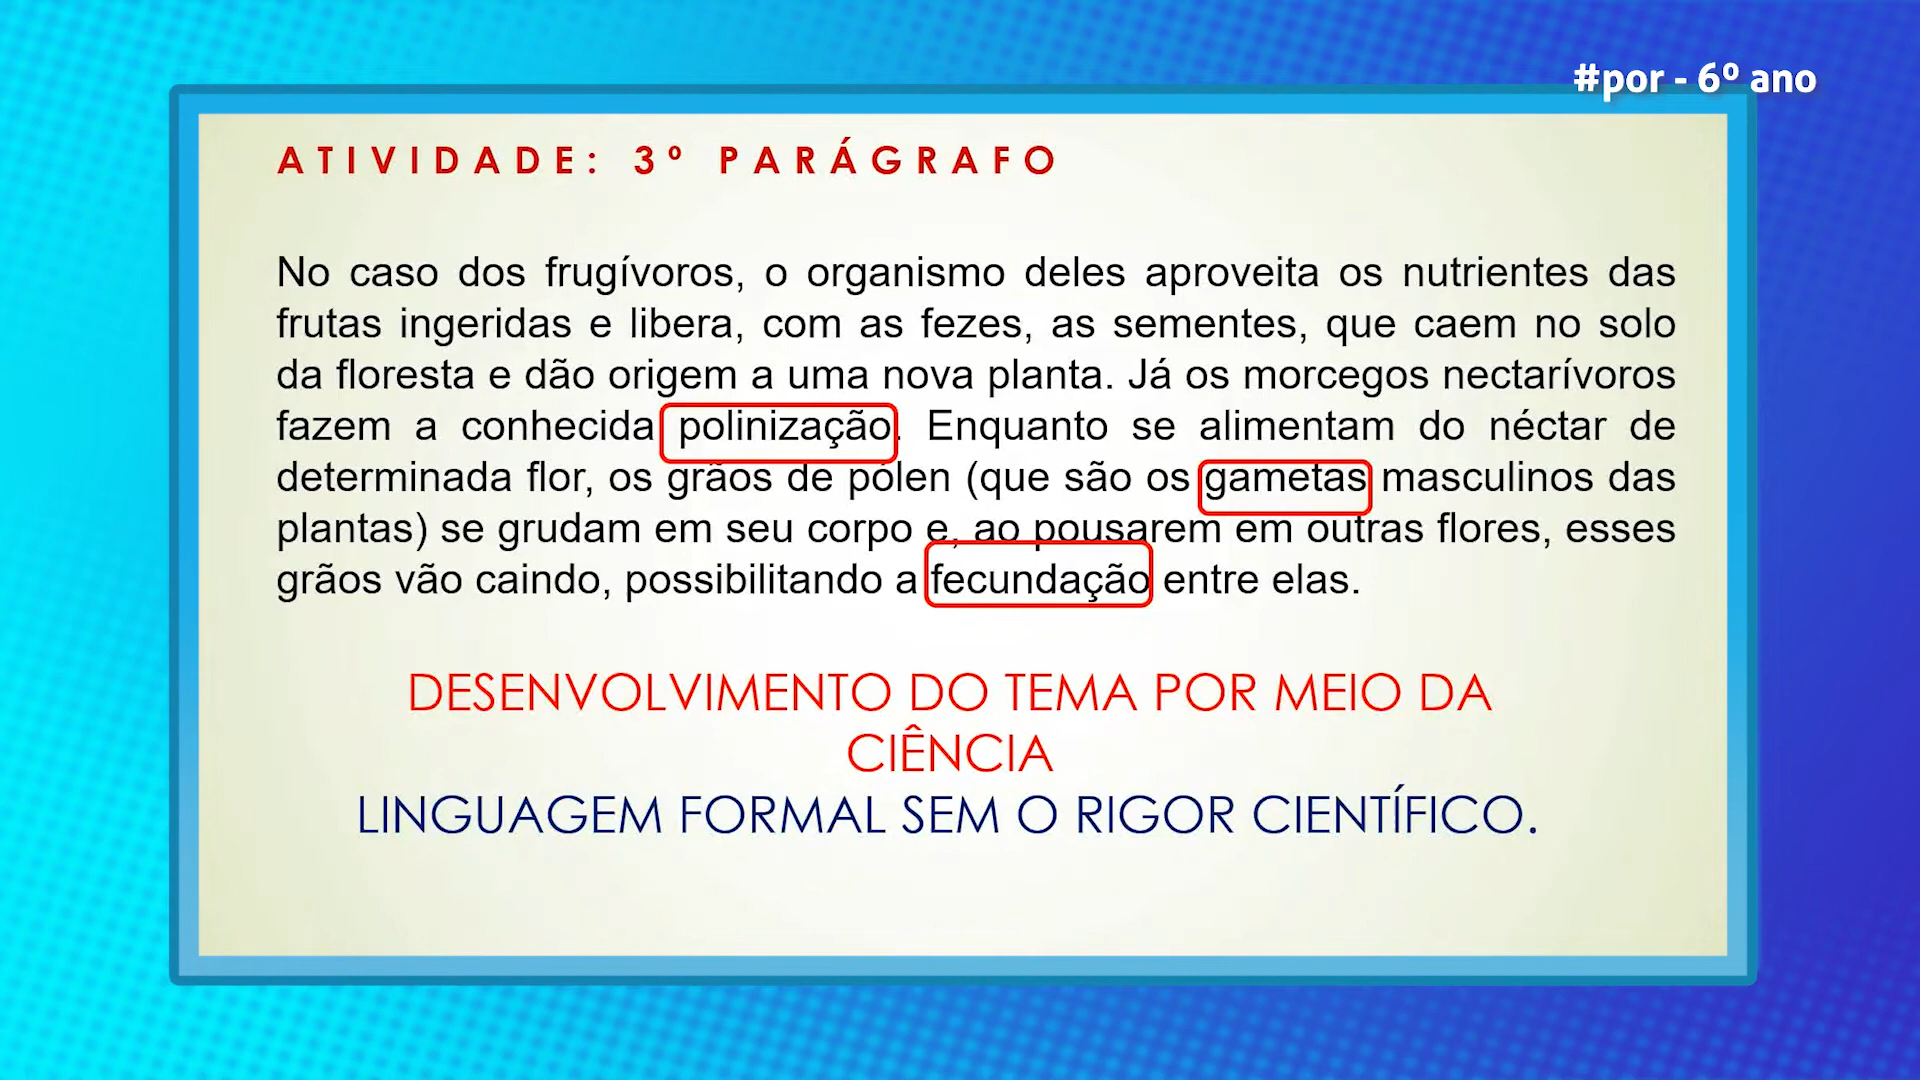 #por - 6º ano
ATIVIDADE: 3º PARÁGRAFO
No caso dos frugívoros, o organismo deles aproveita os nutrientes das
frutas ingeridas e libera, com as fezes, as sementes, que caem no solo
da floresta e dão origem a uma nova planta. Já os morcegos nectarívoros
fazem a conhecida polinização. Enquanto se alimentam do néctar de
determinada flor, os grãos de pólen (que são os gametas masculinos das
plantas) se grudam em seu corpo e, ao pousarem em outras flores, esses
grãos vão caindo, possibilitando a fecundação entre elas.
DESENVOLVIMENTO DO TEMA POR MEIO DA
CIÊNCIA
LINGUAGEM FORMAL SEM O RIGOR CIENTÍFICO.